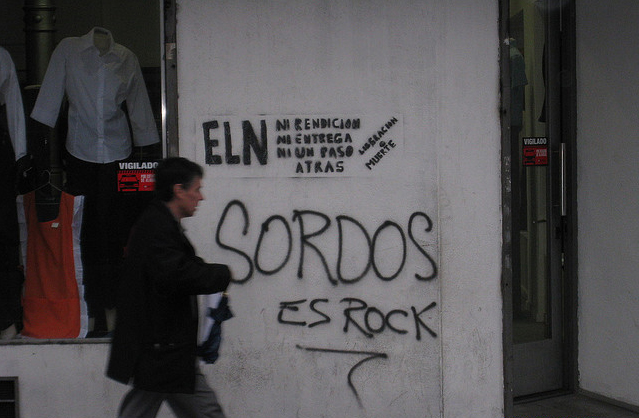 ELN
NI RENDICION
NI ENTREGA
NI UN PASO
ATRAS
LIBERACION
O
MUERTE
VIGILADO
VIGILADO
SORDOS
ES ROCK